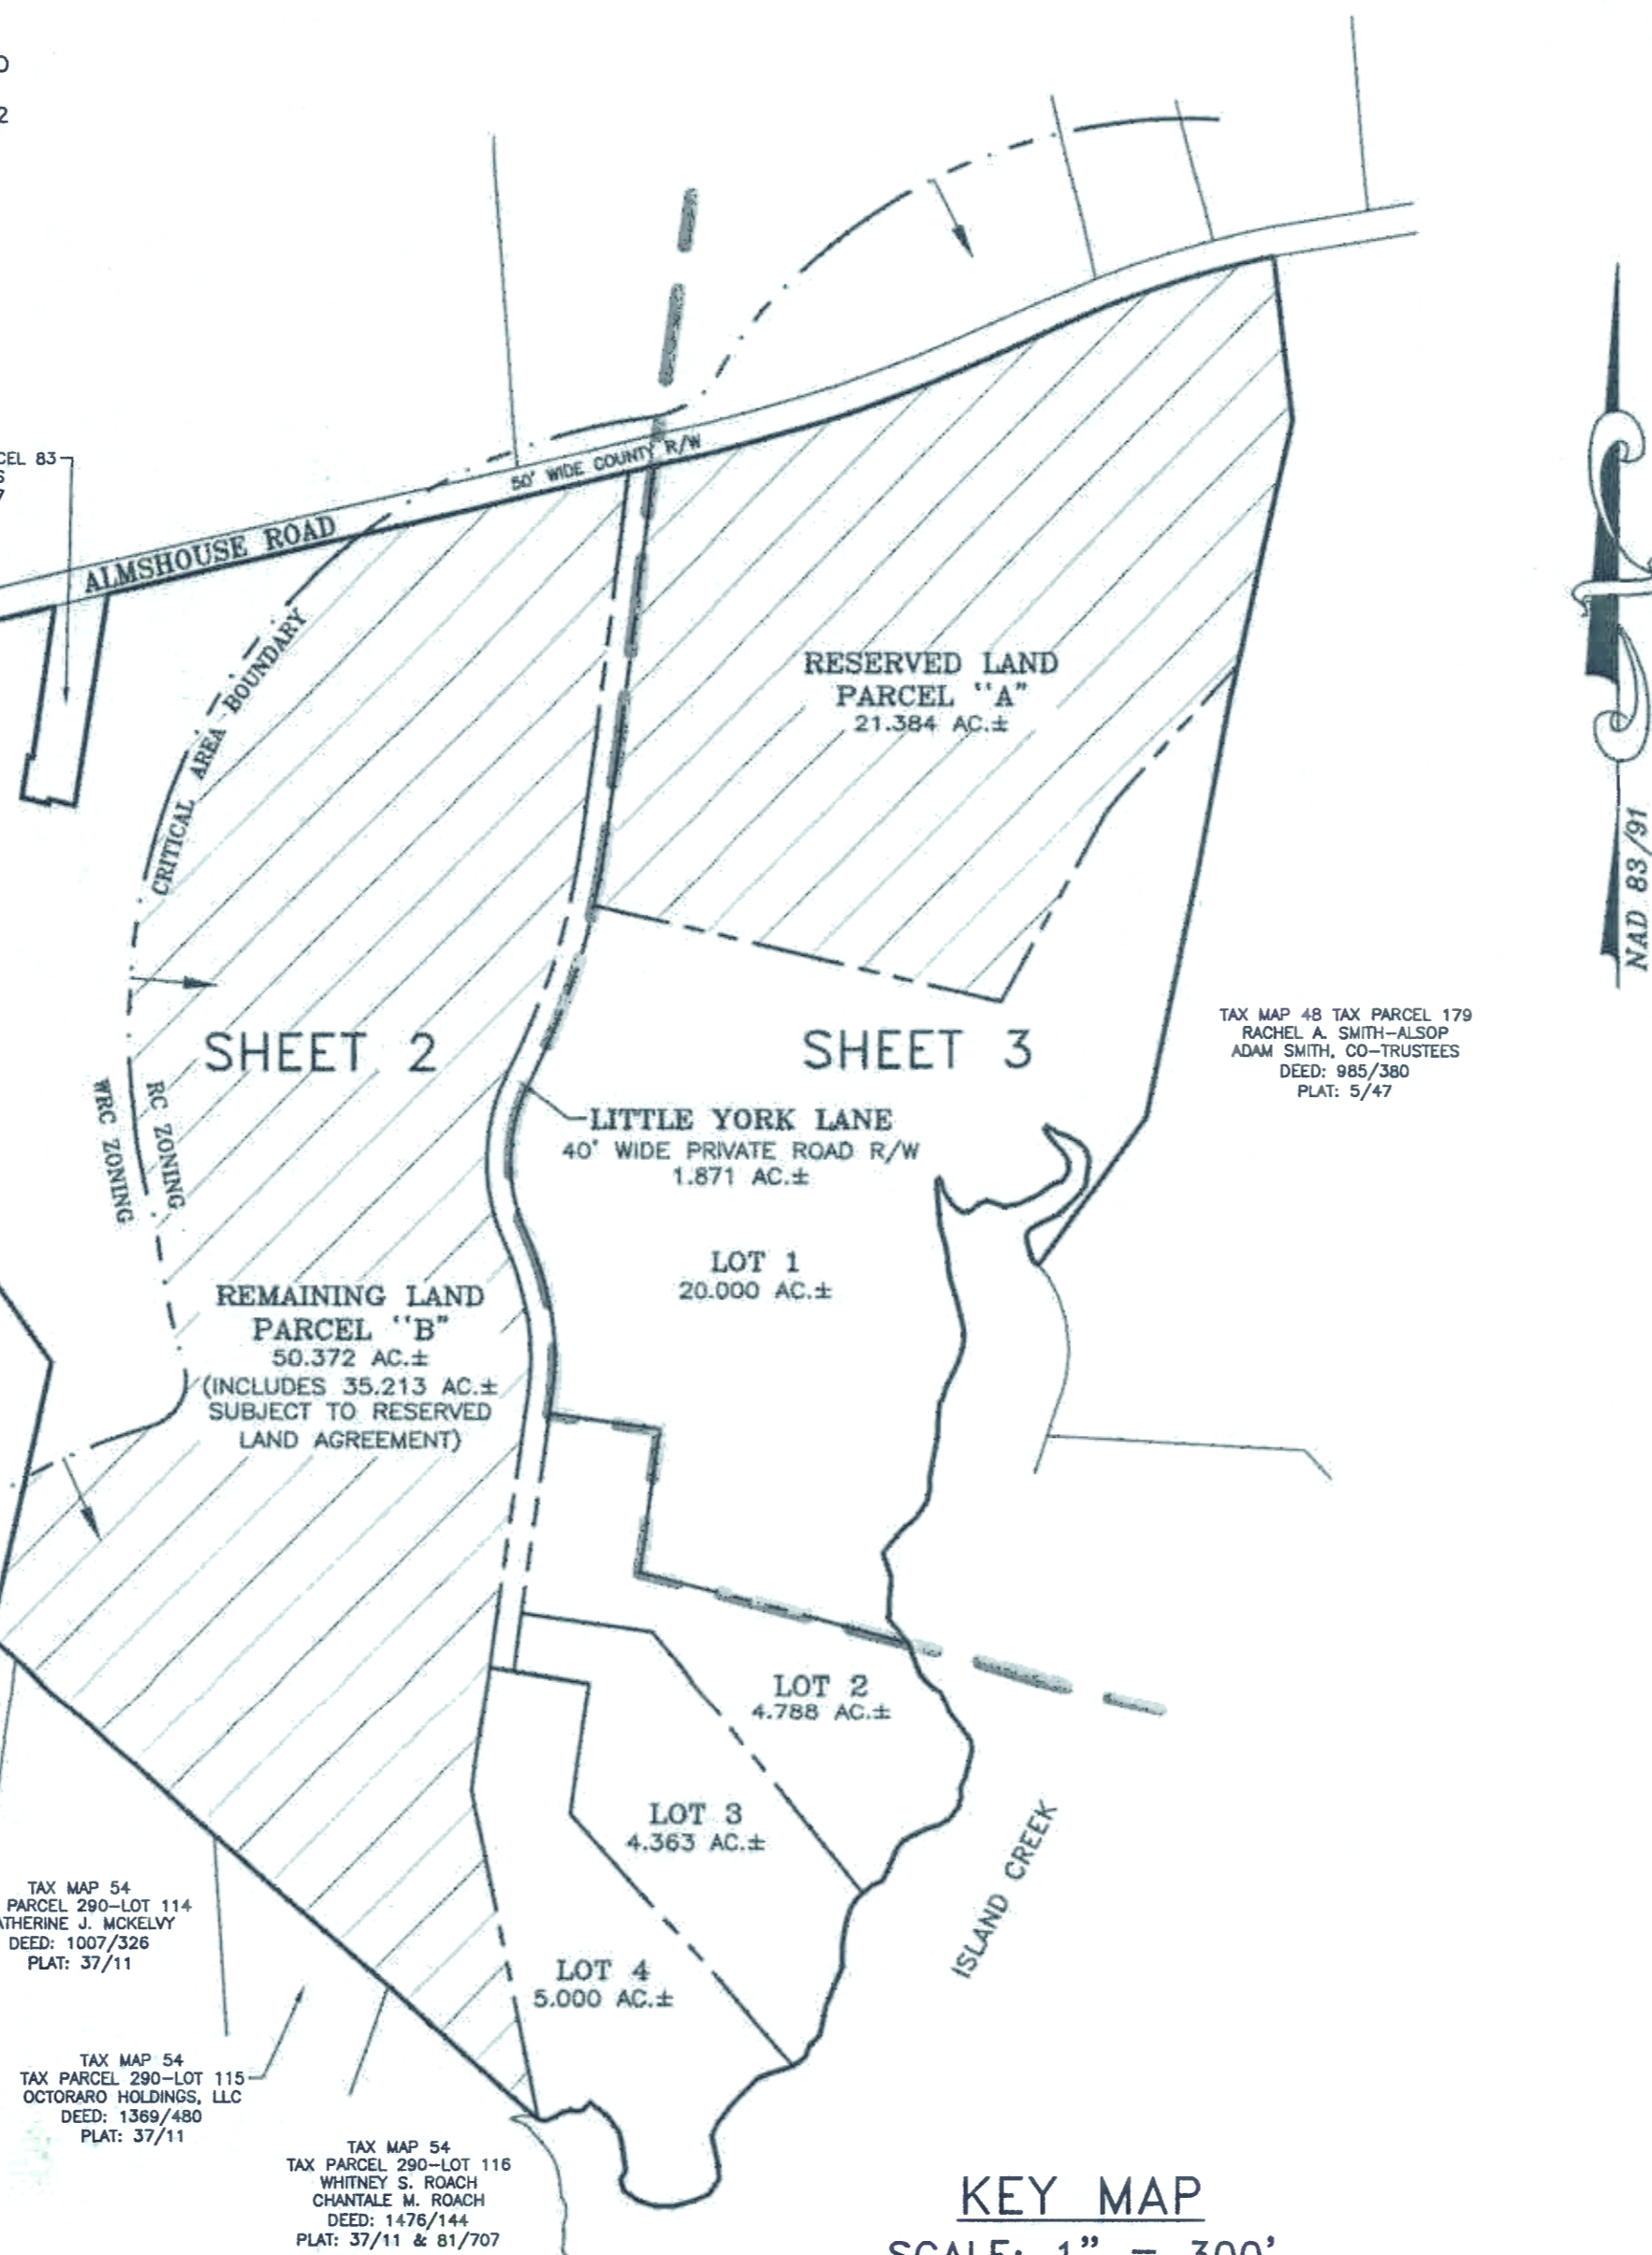 CEL 83
50' WIDE COUNTY R/W
ALMSHOUSE ROAD
CRITICAL AREA BOUNDARY
RESERVED LAND
PARCEL "A"
21.384 AC.±
NAD 83/91
SHEET 2
SHEET 3
TAX MAP 48 TAX PARCEL 179
RACHEL A. SMITH-ALSOP
ADAM SMITH, CO-TRUSTEES
DEED: 985/380
PLAT: 5/47
WRC ZONING
RC ZONING
LITTLE YORK LANE
40' WIDE PRIVATE ROAD R/W
1.871 AC.±
LOT 1
20.000 AC.±
REMAINING LAND
PARCEL "B"
50.372 AC.±
(INCLUDES 35.213 AC.±
SUBJECT TO RESERVED
LAND AGREEMENT)
LOT 2
4.788 AC.±
LOT 3
4.363 AC.±
ISLAND CREEK
LOT 4
5.000 AC.±
TAX MAP 54
PARCEL 290-LOT 114
ATHERINE J. MCKELVY
DEED: 1007/326
PLAT: 37/11
TAX MAP 54
TAX PARCEL 290-LOT 115
OCTORARO HOLDINGS, LLC
DEED: 1369/480
PLAT: 37/11
TAX MAP 54
TAX PARCEL 290-LOT 116
WHITNEY S. ROACH
CHANTALE M. ROACH
DEED: 1476/144
PLAT: 37/11 & 81/707
KEY MAP
SCALE: 1" = 300'